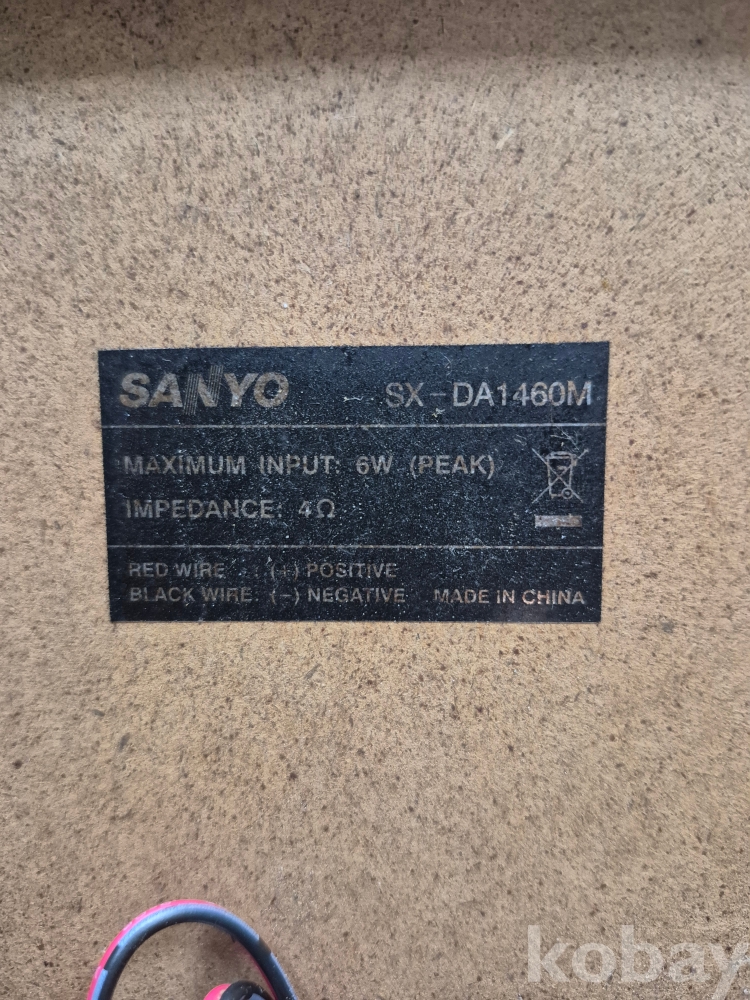 SANYO SX-DA1460M
MAXIMUM INPUT: 6W (PEAK)
IMPEDANCE: 4Ω
RED WIRE : (+) POSITIVE
BLACK WIRE: (-) NEGATIVE MADE IN CHINA
kobay